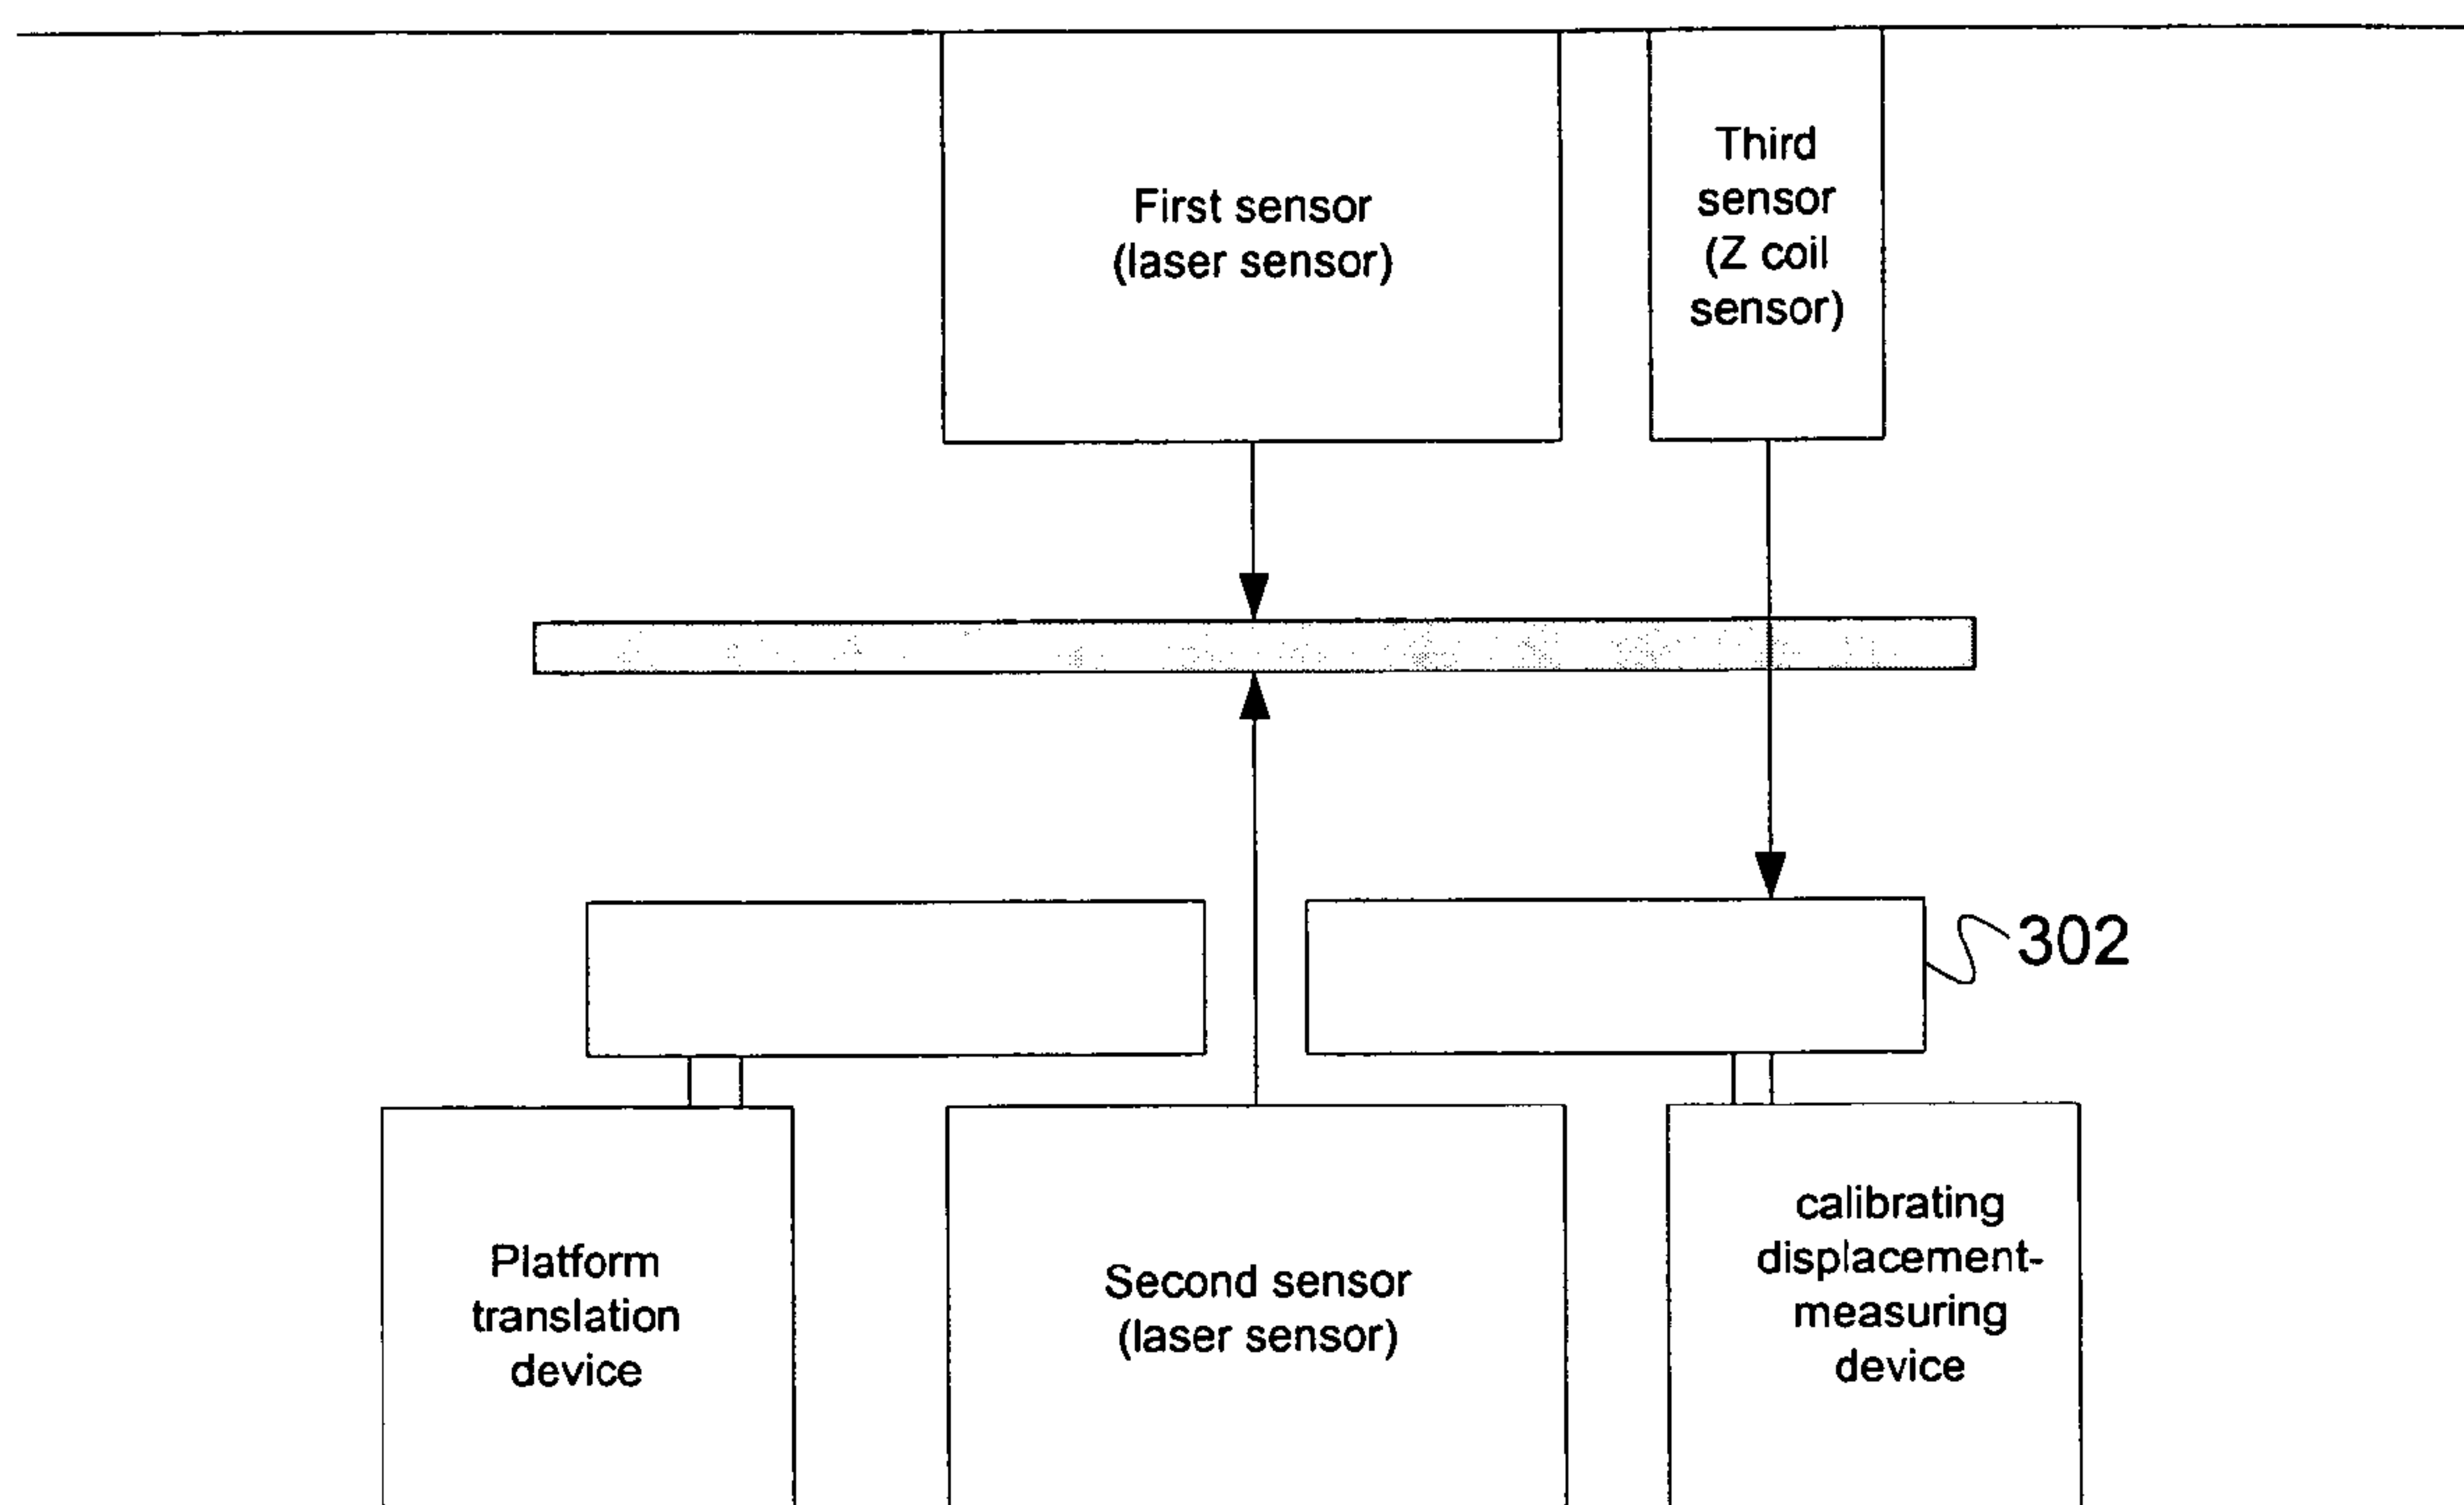 First sensor
(laser sensor)
Third
sensor
(Z coil
sensor)
302
Platform
translation
device
Second sensor
(laser sensor)
calibrating
displacement-
measuring
device